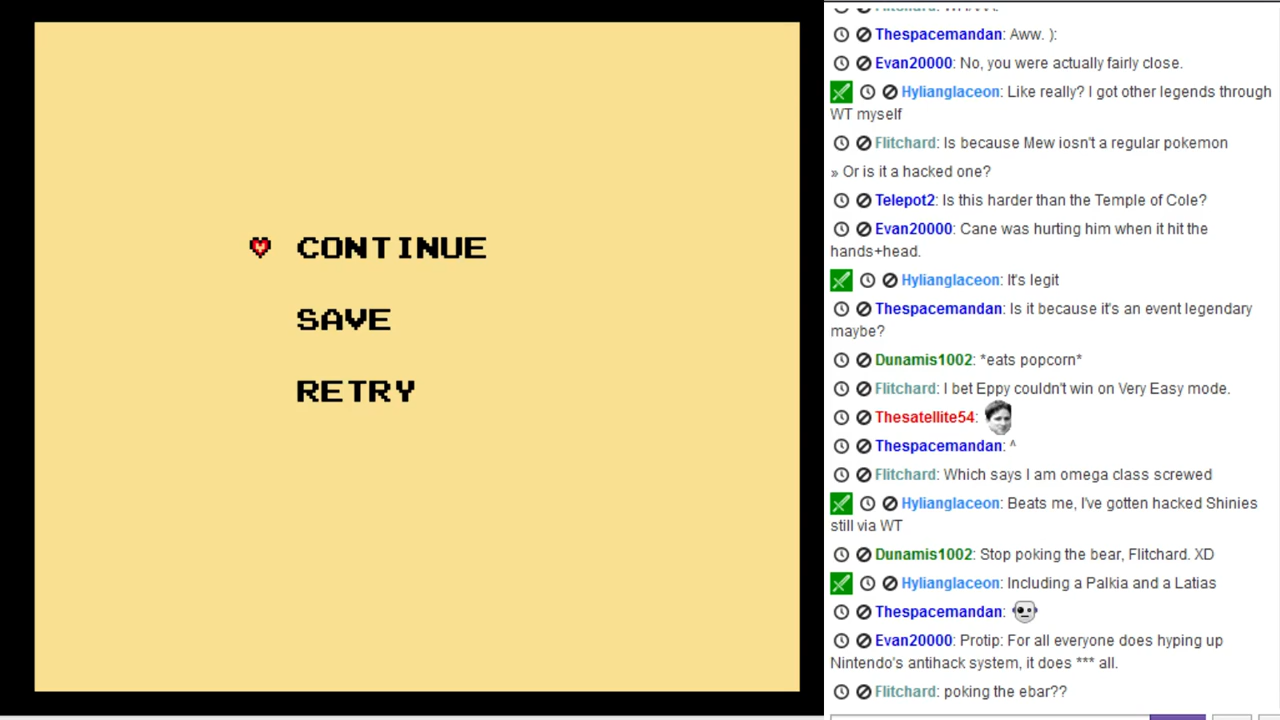 CONTINUE
SAVE
RETRY
Thespacemandan: Aww. ):
Evan20000: No, you were actually fairly close.
Hylianglaceon: Like really? I got other legends through
WT myself
Flitchard: Is because Mew iosn't a regular pokemon
» Or is it a hacked one?
Telepot2: Is this harder than the Temple of Cole?
Evan20000: Cane was hurting him when it hit the
hands+head.
Hylianglaceon: It's legit
Thespacemandan: Is it because it's an event legendary
maybe?
Dunamis1002: *eats popcorn*
Flitchard: I bet Eppy couldn't win on Very Easy mode.
Thesatellite54:
Thespacemandan: ^
Flitchard: Which says I am omega class screwed
Hylianglaceon: Beats me, I've gotten hacked Shinies
still via WT
Dunamis1002: Stop poking the bear, Flitchard. XD
Hylianglaceon: Including a Palkia and a Latias
Thespacemandan:
Evan20000: Protip: For all everyone does hyping up
Nintendo's antihack system, it does *** all.
Flitchard: poking the ebar??